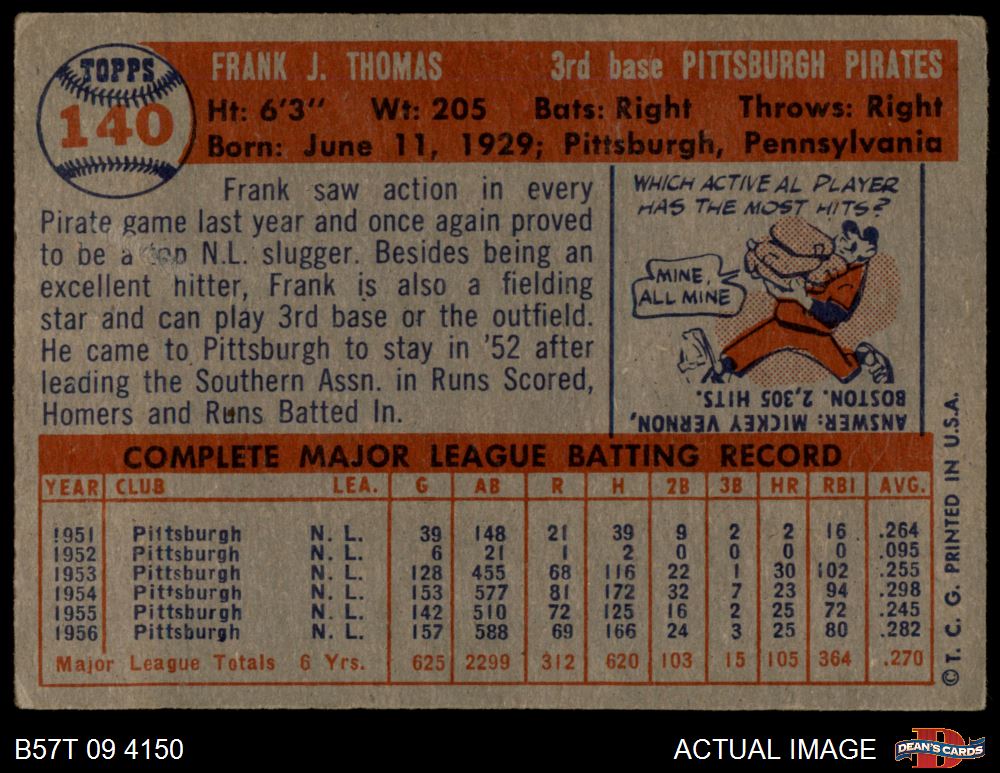 TOPPS
140
FRANK J. THOMAS 3rd base PITTSBURGH PIRATES
Ht: 6'3" Wt: 205 Bats: Right Throws: Right
Born: June 11, 1929; Pittsburgh, Pennsylvania
Frank saw action in every
Pirate game last year and once again proved
to be a top N.L. slugger. Besides being an
excellent hitter, Frank is also a fielding
star and can play 3rd base or the outfield.
He came to Pittsburgh to stay in '52 after
leading the Southern Assn. in Runs Scored,
Homers and Runs Batted In.
WHICH ACTIVE AL PLAYER
HAS THE MOST HITS?
MINE,
ALL MINE
ANSWER: MICKEY VERNON,
BOSTON. 2,305 HITS.
COMPLETE MAJOR LEAGUE BATTING RECORD
YEAR CLUB LEA. G AB R H 2B 3B HR RBI AVG.
1951 Pittsburgh N. L. 39 148 21 39 9 2 2 16 .264
1952 Pittsburgh N. L. 6 21 1 2 0 0 0 0 .095
1953 Pittsburgh N. L. 128 455 68 116 22 1 30 102 .255
1954 Pittsburgh N. L. 153 577 81 172 32 7 23 94 .298
1955 Pittsburgh N. L. 142 510 72 125 16 2 25 72 .245
1956 Pittsburgh N. L. 157 588 69 166 24 3 25 80 .282
Major League Totals 6 Yrs. 625 2299 312 620 103 15 105 364 .270
© T. C. G. PRINTED IN U.S.A.
B57T 09 4150 ACTUAL IMAGE
DEAN'S CARDS